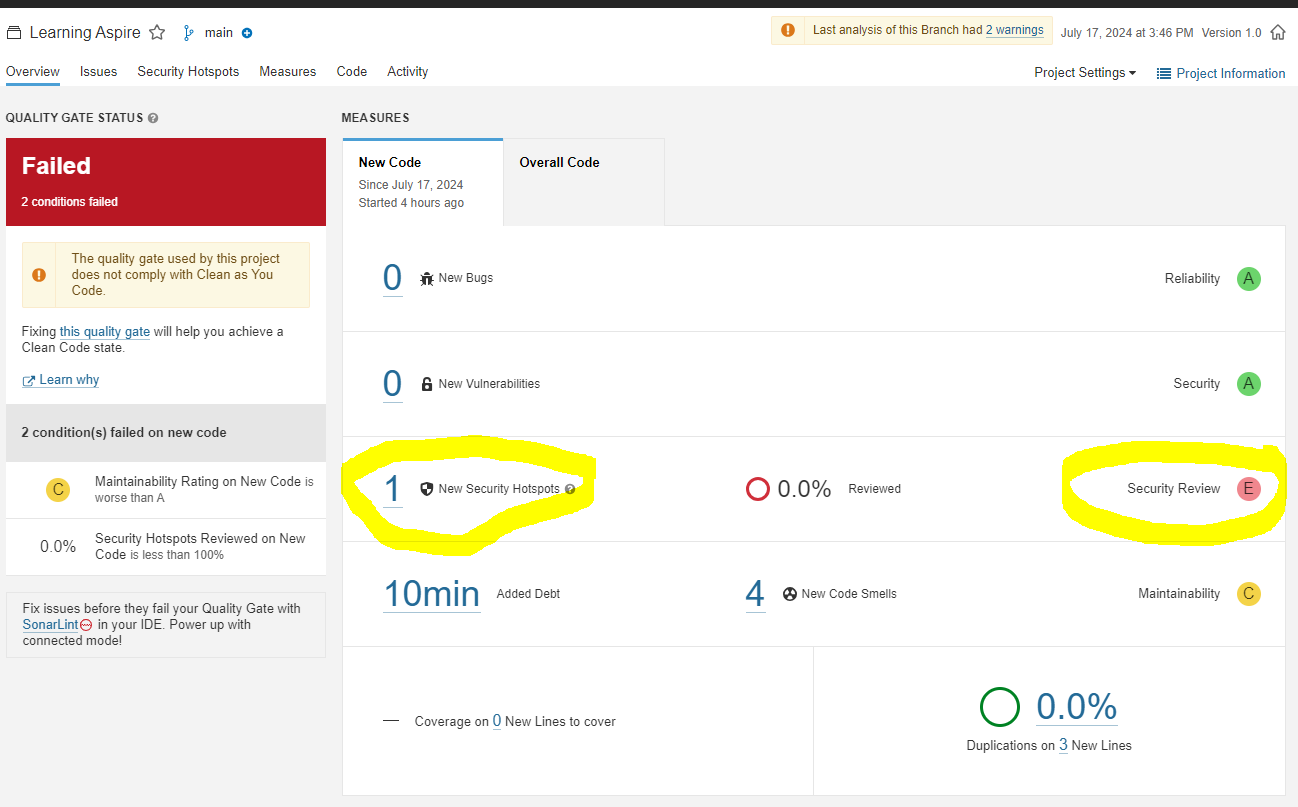 Learning Aspire main
Last analysis of this Branch had 2 warnings July 17, 2024 at 3:46 PM Version 1.0
Overview Issues Security Hotspots Measures Code Activity
Project Settings Project Information
QUALITY GATE STATUS ?
Failed
2 conditions failed
The quality gate used by this project
does not comply with Clean as You
Code.
Fixing this quality gate will help you achieve a
Clean Code state.
Learn why
2 condition(s) failed on new code
C Maintainability Rating on New Code is
worse than A
0.0% Security Hotspots Reviewed on New
Code is less than 100%
Fix issues before they fail your Quality Gate with
SonarLint in your IDE. Power up with
connected mode!
MEASURES
New Code
Since July 17, 2024
Started 4 hours ago
Overall Code
0 New Bugs Reliability A
0 New Vulnerabilities Security A
1 New Security Hotspots ? 0.0% Reviewed Security Review E
10min Added Debt 4 New Code Smells Maintainability C
Coverage on 0 New Lines to cover
0.0%
Duplications on 3 New Lines